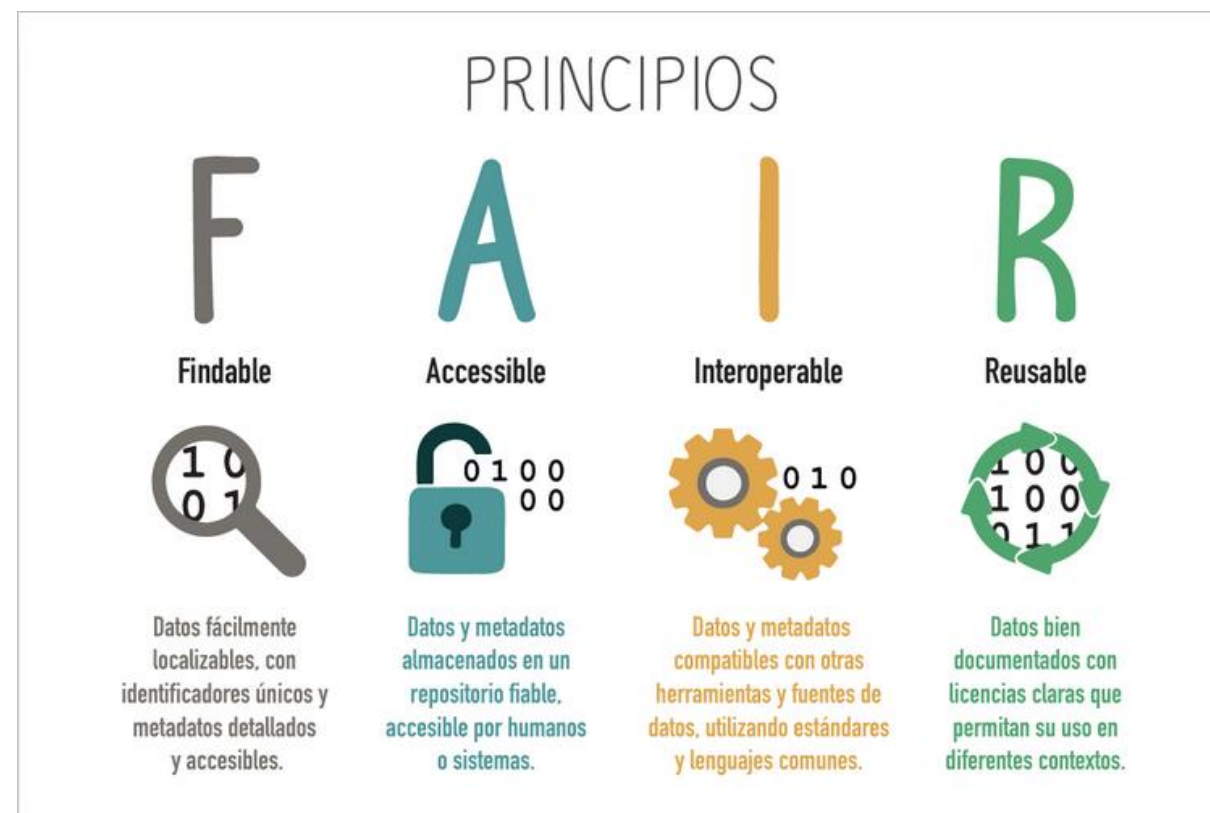 PRINCIPIOS
F A I R
Findable Accessible Interoperable Reusable
1 0
0 1
0 1 0 0
0 0
0 1 0
1 0 0
1 0 0
0 1 1
Datos fácilmente
localizables, con
identificadores únicos y
metadatos detallados
y accesibles.
Datos y metadatos
almacenados en un
repositorio fiable,
accesible por humanos
o sistemas.
Datos y metadatos
compatibles con otras
herramientas y fuentes de
datos, utilizando estándares
y lenguajes comunes.
Datos bien
documentados con
licencias claras que
permitan su uso en
diferentes contextos.